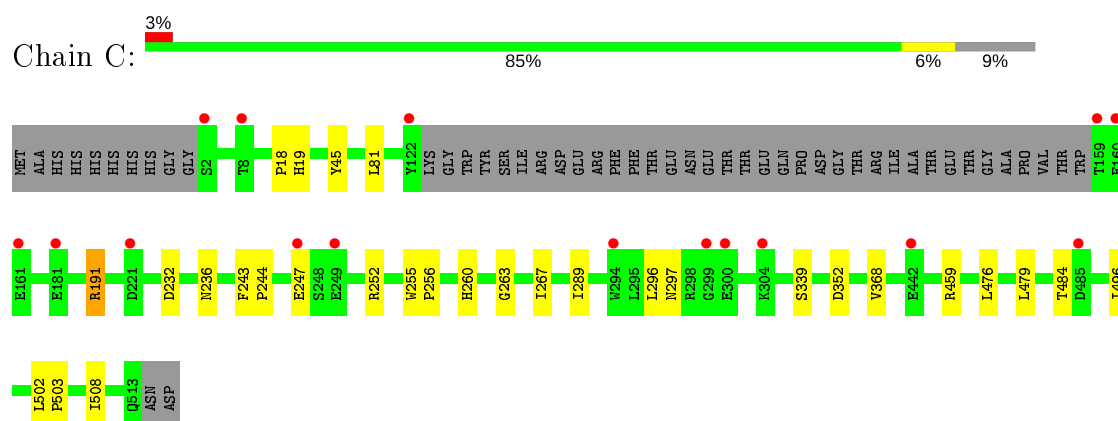 3%
Chain C:
85% 6% 9%
MET ALA HIS HIS HIS HIS HIS HIS GLY GLY S2 T8 P18 H19 Y45 L81 Y122 LYS GLY TRP TYR SER ILE ARG ASP GLU ARG PHE PHE THR GLU ASN GLU THR THR GLU GLN PRO ASP GLY THR ARG ILE ALA THR GLU THR GLY ALA PRO VAL THR TRP T159 E160
E161 E181 R191 D221 D232 N236 F243 P244 E247 S248 E249 R252 W255 P256 H260 G263 I267 I289 W294 L295 L296 N297 R298 G299 E300 K304 S339 D352 V368 E442 R459 L476 L479 T484 D485
L502 P503 I508 Q513 ASN ASP